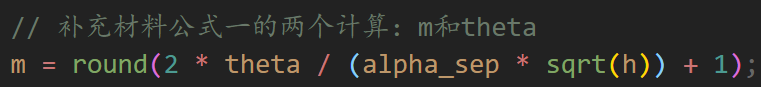 // 补充材料公式一的两个计算：m和theta
m = round(2 * theta / (alpha_sep * sqrt(h)) + 1);